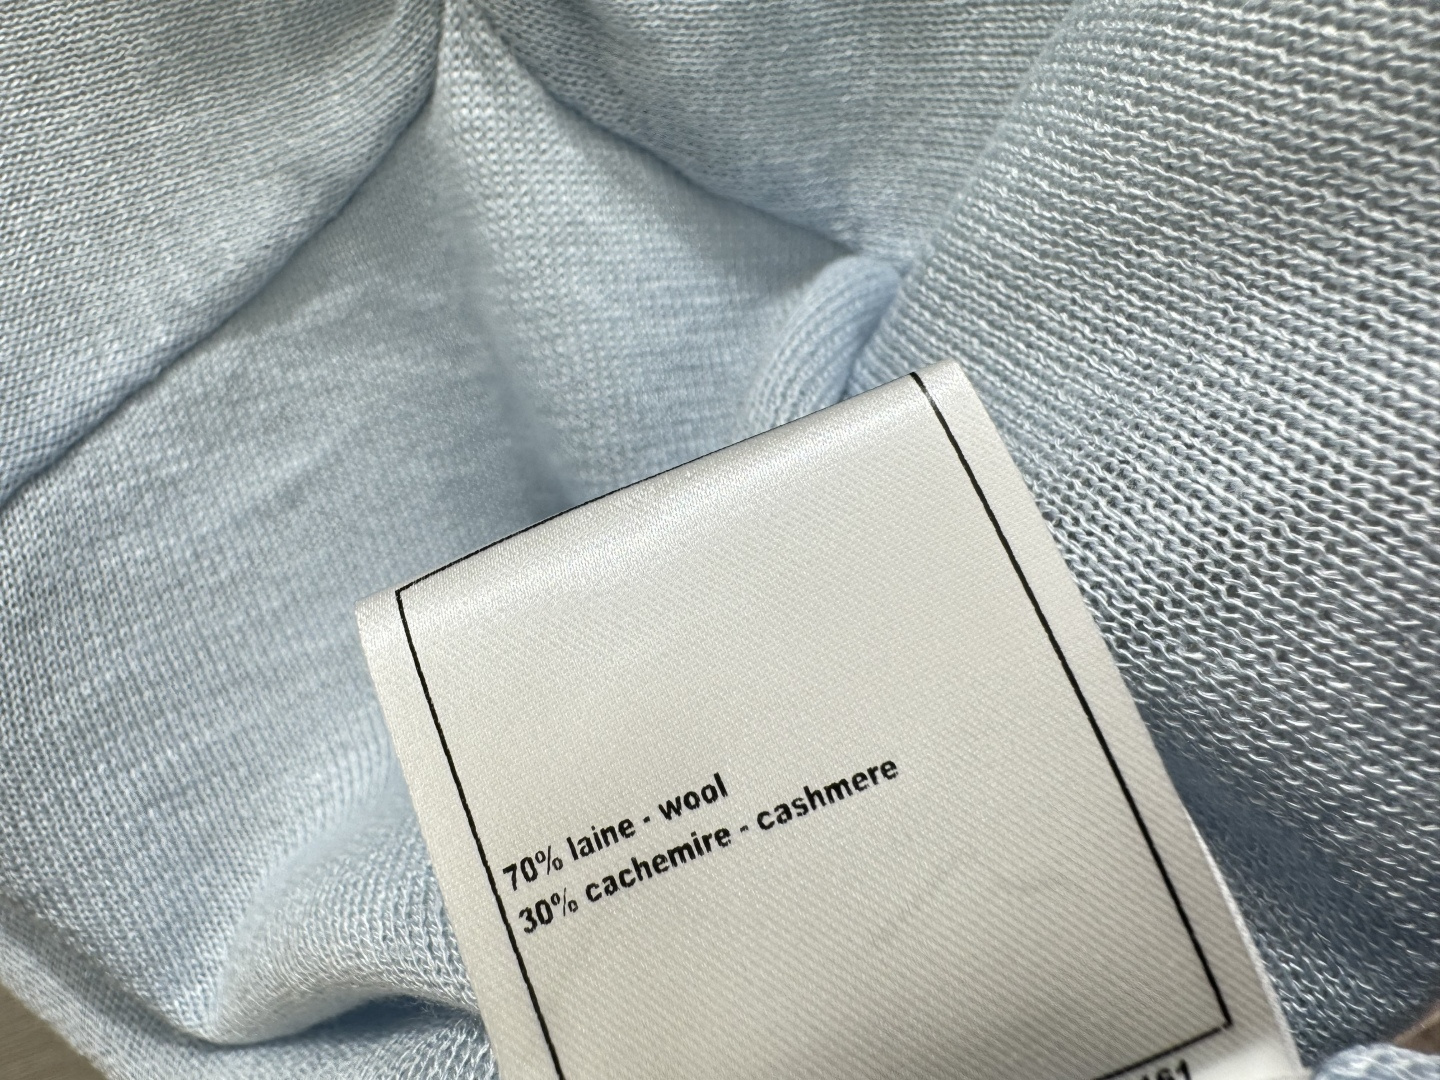 70% laine - wool
30% cachemire - cashmere